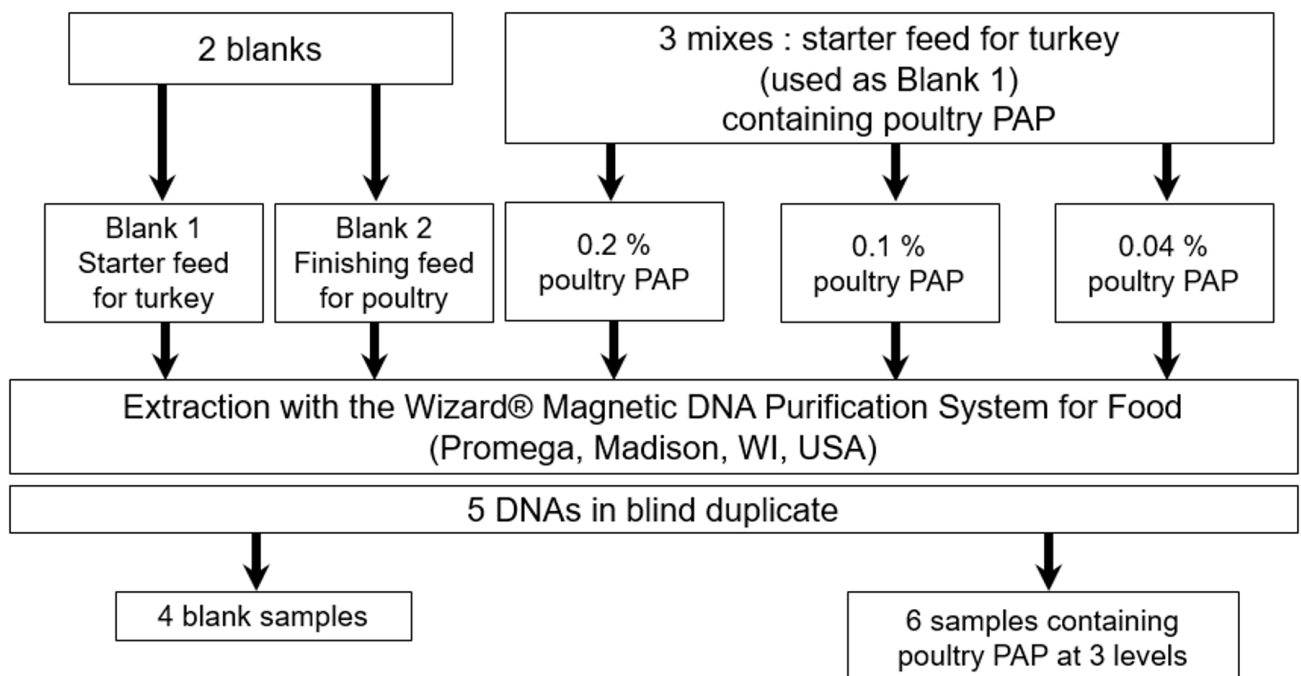 2 blanks
3 mixes : starter feed for turkey
(used as Blank 1)
containing poultry PAP
Blank 1
Starter feed
for turkey
Blank 2
Finishing feed
for poultry
0.2 %
poultry PAP
0.1 %
poultry PAP
0.04 %
poultry PAP
Extraction with the Wizard® Magnetic DNA Purification System for Food
(Promega, Madison, WI, USA)
5 DNAs in blind duplicate
4 blank samples
6 samples containing
poultry PAP at 3 levels